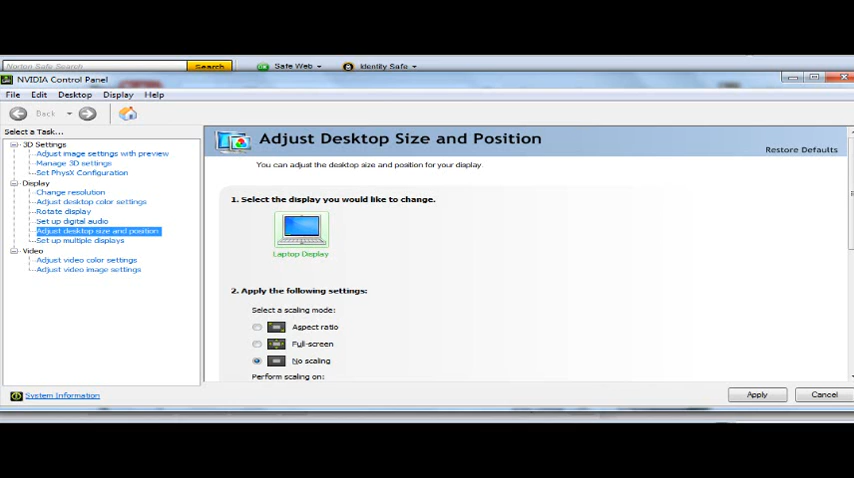 Norton Safe Search Search Safe Web Identity Safe
NVIDIA Control Panel
File Edit Desktop Display Help
Back
Select a Task...
3D Settings
Adjust image settings with preview
Manage 3D settings
Set PhysX Configuration
Display
Change resolution
Adjust desktop color settings
Rotate display
Set up digital audio
Adjust desktop size and position
Set up multiple displays
Video
Adjust video color settings
Adjust video image settings
System Information
Adjust Desktop Size and Position
Restore Defaults
You can adjust the desktop size and position for your display.
1. Select the display you would like to change.
Laptop Display
2. Apply the following settings:
Select a scaling mode:
Aspect ratio
Full-screen
No scaling
Perform scaling on:
Apply Cancel